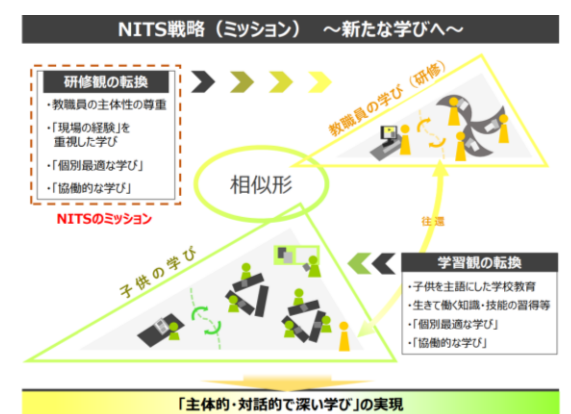 NITS戦略（ミッション）　～新たな学びへ～
研修観の転換
・教職員の主体性の尊重
・「現場の経験」を
重視した学び
・「個別最適な学び」
・「協働的な学び」
NITSのミッション
教職員の学び（研修）
相似形
往還
子供の学び
学習観の転換
・子供を主語にした学校教育
・生きて働く知識・技能の習得等
・「個別最適な学び」
・「協働的な学び」
「主体的・対話的で深い学び」の実現